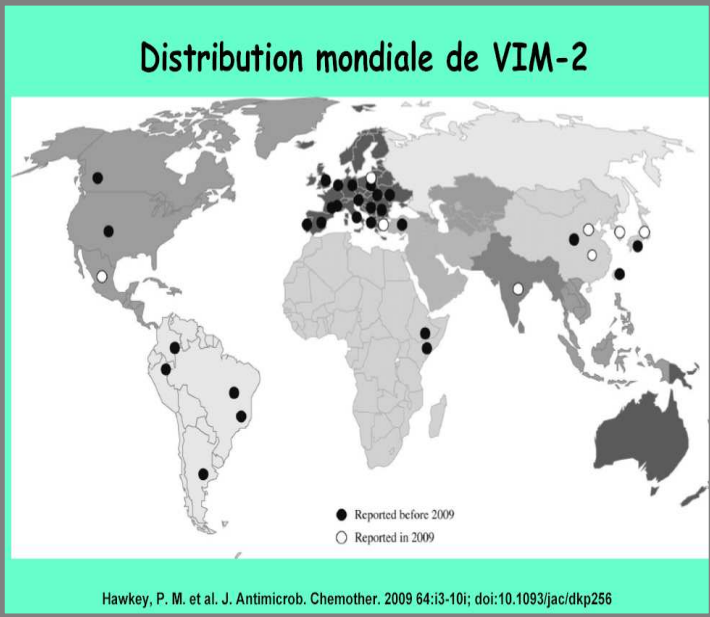 Distribution mondiale de VIM-2
Reported before 2009
Reported in 2009
Hawkey, P. M. et al. J. Antimicrob. Chemother. 2009 64:i3-10i; doi:10.1093/jac/dkp256